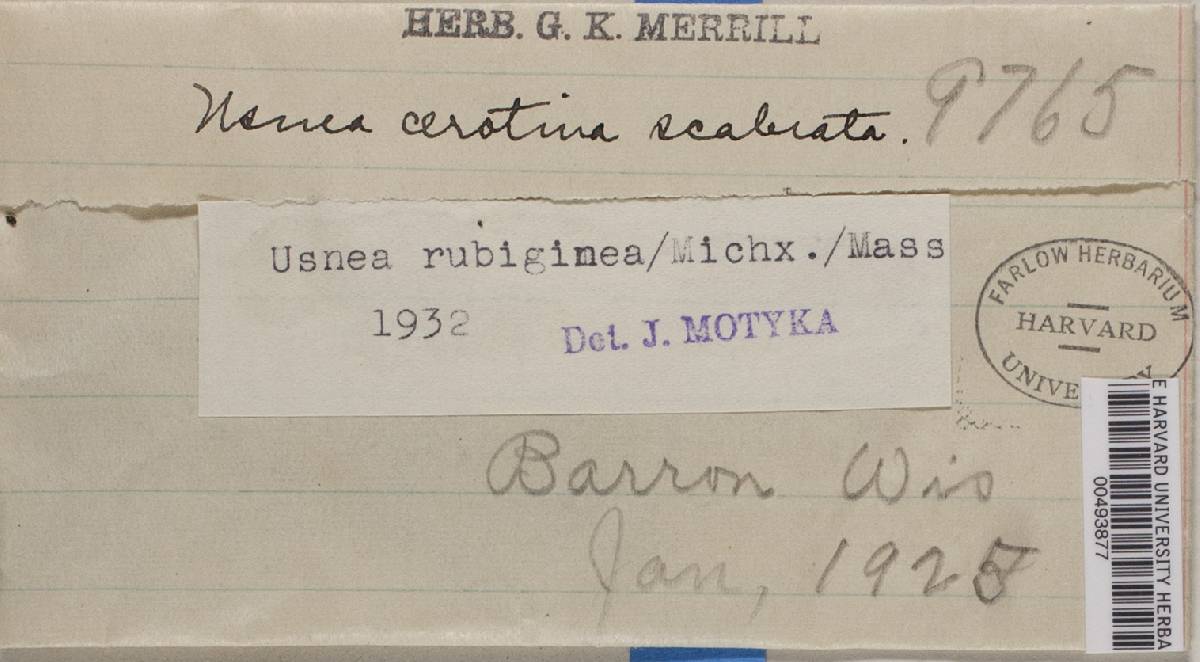 HERB. G. K. MERRILL
Usnea cerotina scabrata. 9765
Usnea rubiginea/Michx./Mass
1932 Det. J. MOTYKA
FARLOW HERBARIUM
HARVARD
UNIVE
Barron Wis
Jan, 1925
E HARVARD UNIVERSITY HERBA
00493877